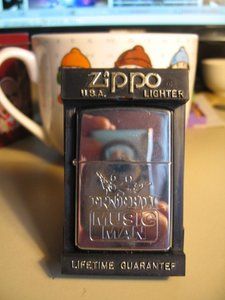 zippo
U.S.A. LIGHTER
MUSIC
MAN
LIFETIME GUARANTEE